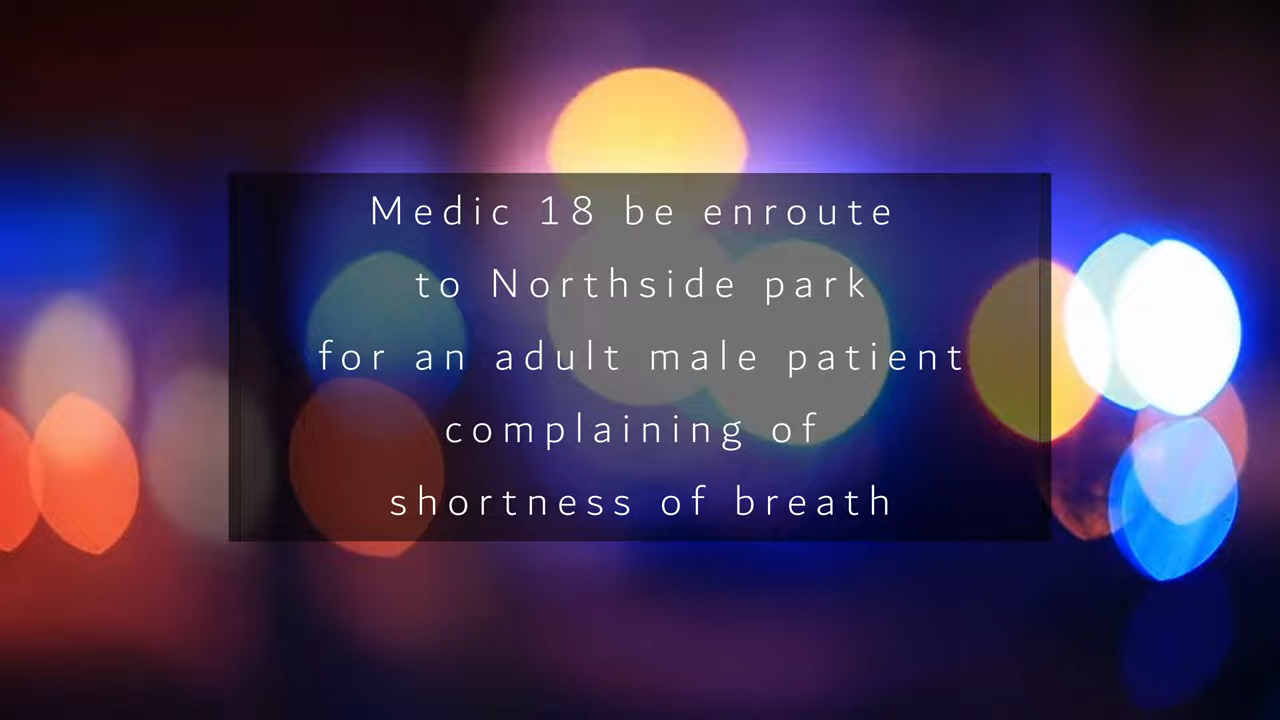 Medic 18 be enroute
to Northside park
for an adult male patient
complaining of
shortness of breath